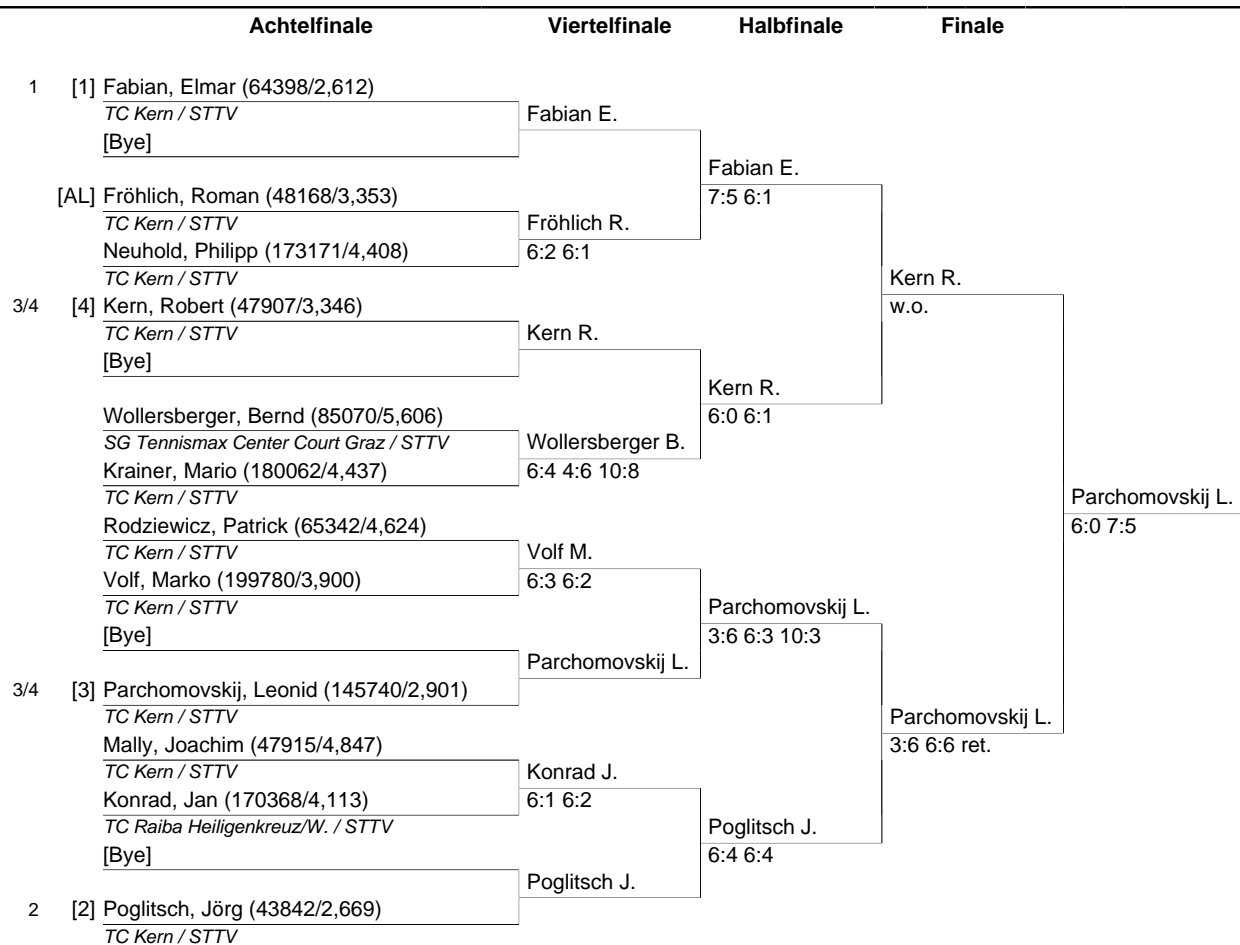 Achtelfinale Viertelfinale Halbfinale Finale
1 [1] Fabian, Elmar (64398/2,612)
TC Kern / STTV Fabian E.
[Bye]
Fabian E.
[AL] Fröhlich, Roman (48168/3,353) 7:5 6:1
TC Kern / STTV Fröhlich R.
Neuhold, Philipp (173171/4,408) 6:2 6:1
TC Kern / STTV Kern R.
3/4 [4] Kern, Robert (47907/3,346) w.o.
TC Kern / STTV Kern R.
[Bye]
Kern R.
Wollersberger, Bernd (85070/5,606) 6:0 6:1
SG Tennismax Center Court Graz / STTV Wollersberger B.
Krainer, Mario (180062/4,437) 6:4 4:6 10:8
TC Kern / STTV Parchomovskij L.
Rodziewicz, Patrick (65342/4,624) 6:0 7:5
TC Kern / STTV Volf M.
Volf, Marko (199780/3,900) 6:3 6:2
TC Kern / STTV Parchomovskij L.
[Bye] 3:6 6:3 10:3
Parchomovskij L.
3/4 [3] Parchomovskij, Leonid (145740/2,901)
TC Kern / STTV Parchomovskij L.
Mally, Joachim (47915/4,847) 3:6 6:6 ret.
TC Kern / STTV Konrad J.
Konrad, Jan (170368/4,113) 6:1 6:2
TC Raiba Heiligenkreuz/W. / STTV Poglitsch J.
[Bye] 6:4 6:4
Poglitsch J.
2 [2] Poglitsch, Jörg (43842/2,669)
TC Kern / STTV